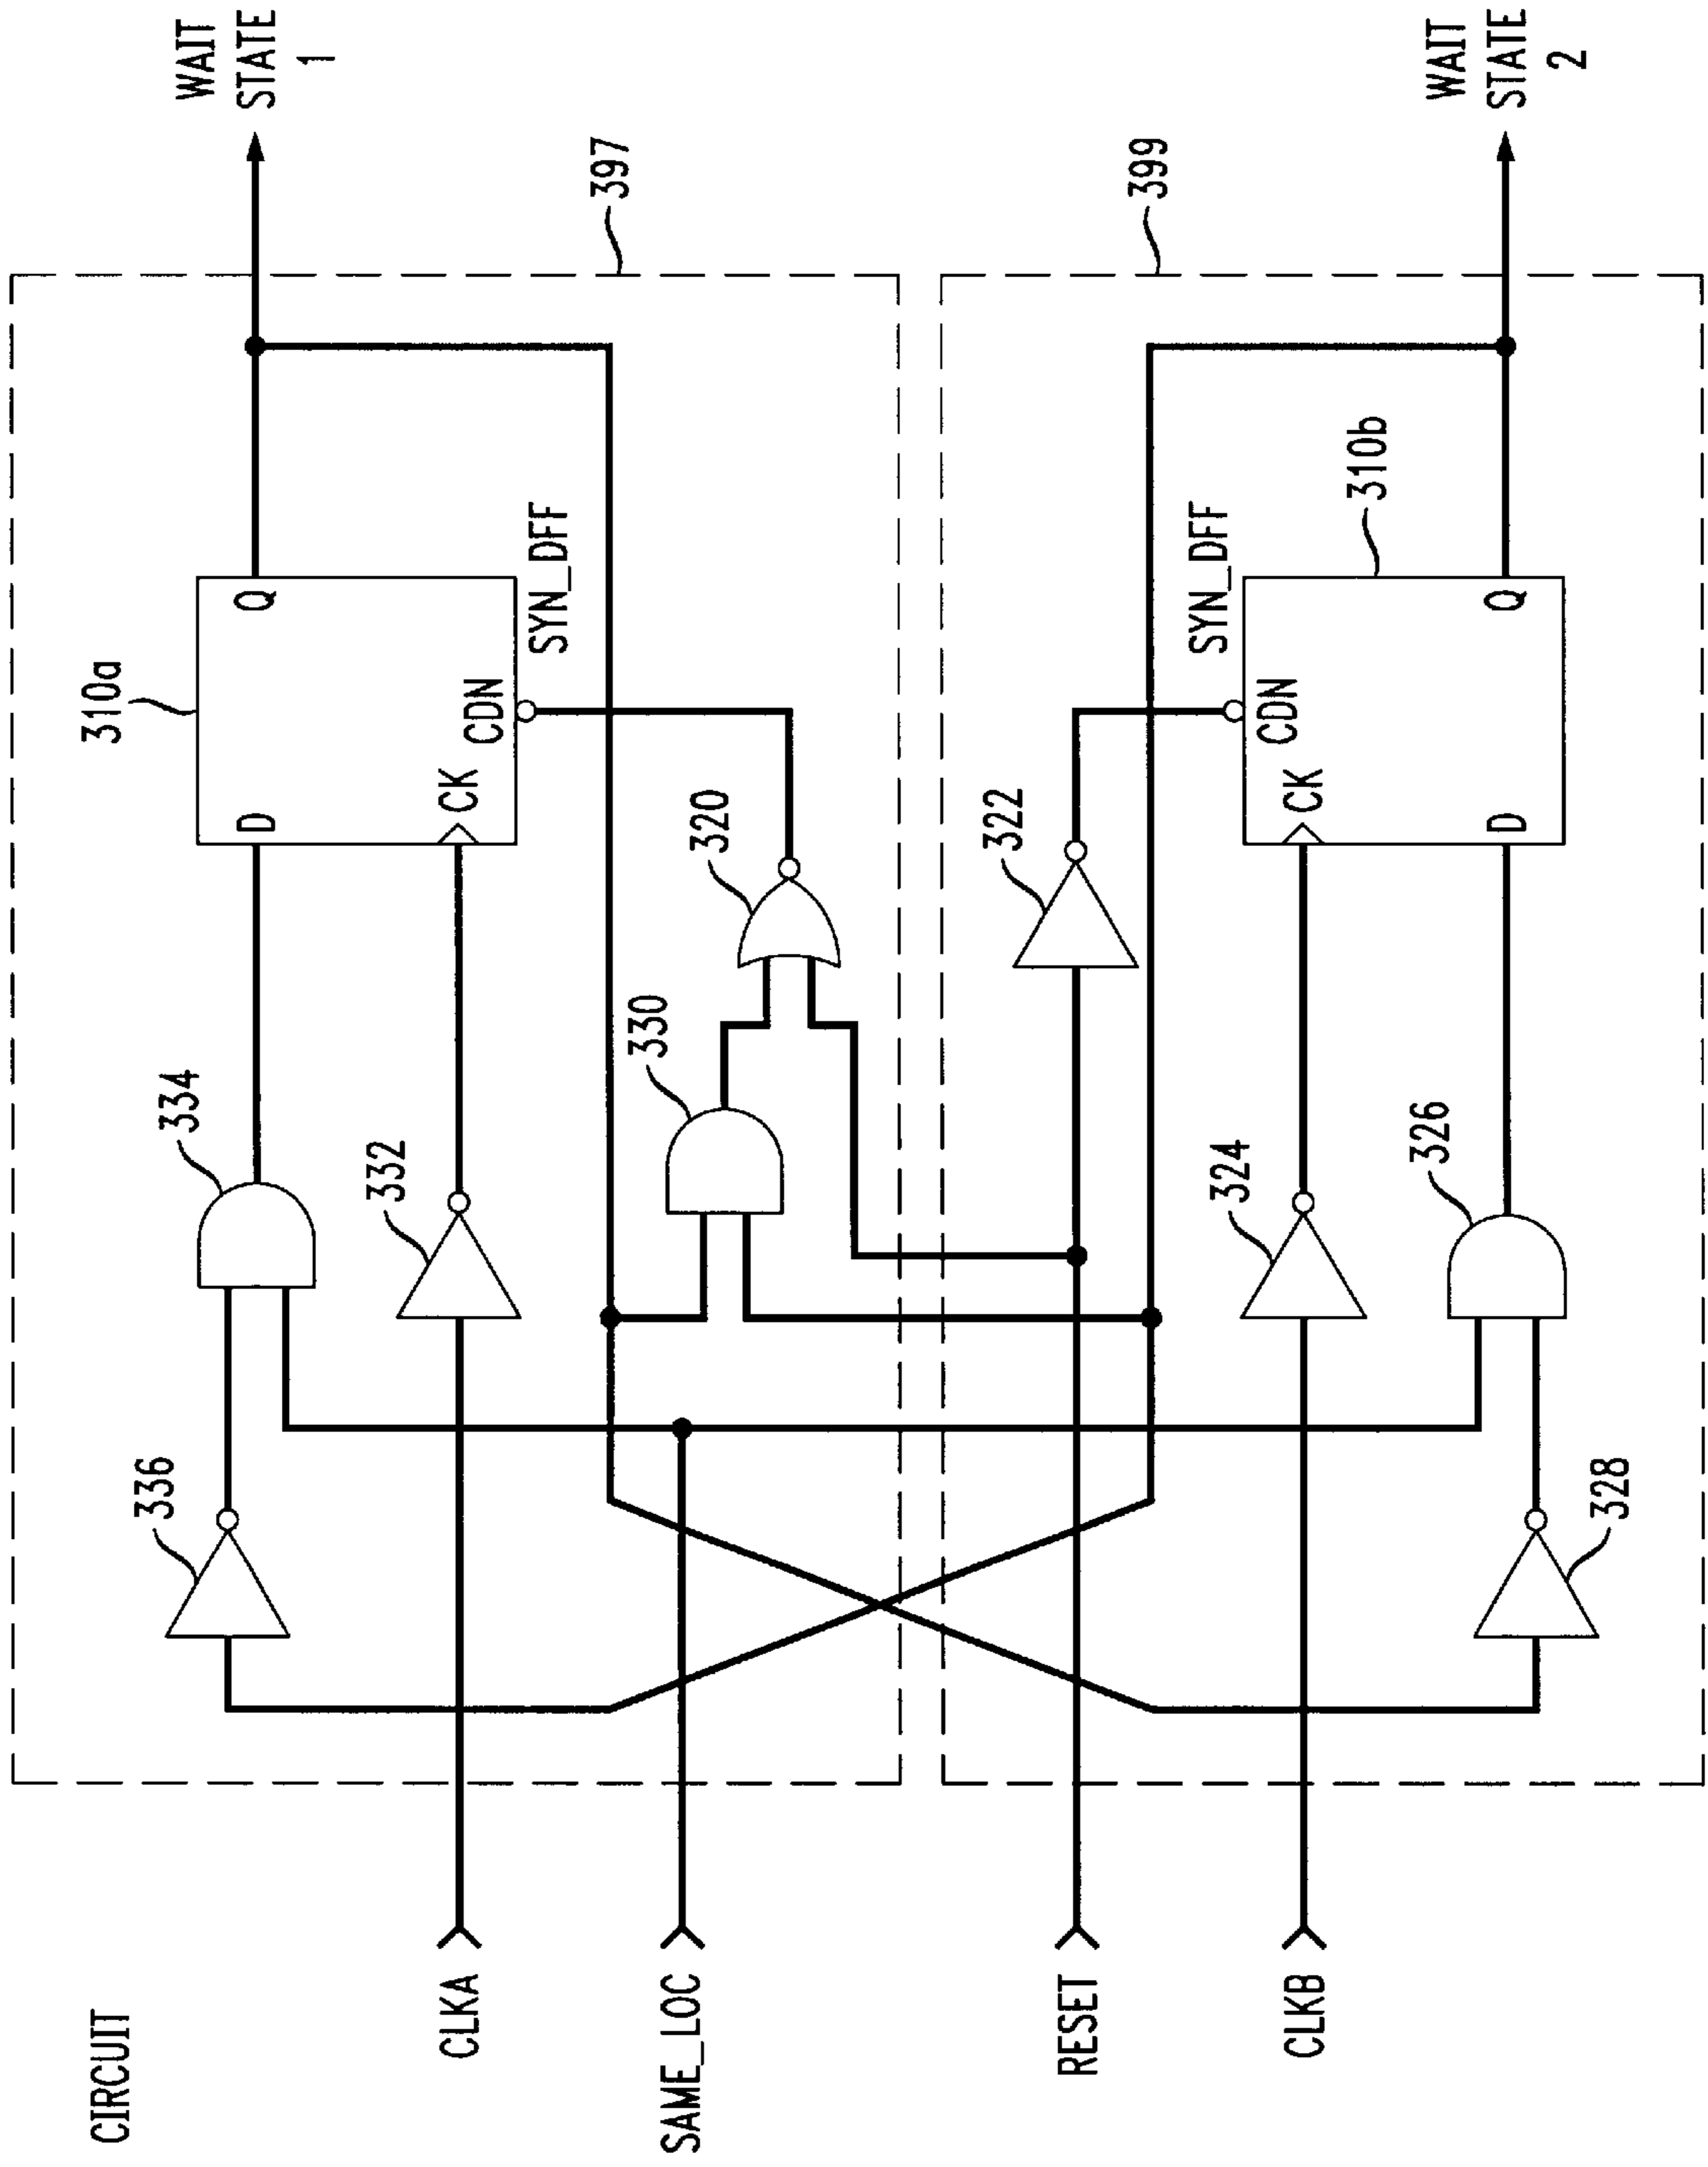 CIRCUIT
WAIT
STATE
1
310a
D
Q
CK
CDN
SYN_DFF
334
336
332
CLKA
397
330
320
SAME_LOC
RESET
322
399
SYN_DFF
CDN
CK
D
Q
310b
324
CLKB
326
328
WAIT
STATE
2